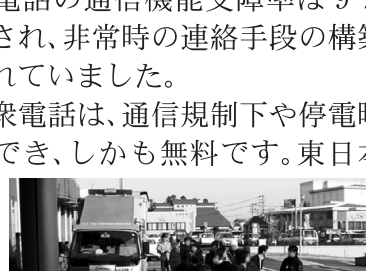 電話の通信機能支障率は9
され、非常時の連絡手段の構築
れていました。
衆電話は、通信規制下や停電時
でき、しかも無料です。東日本